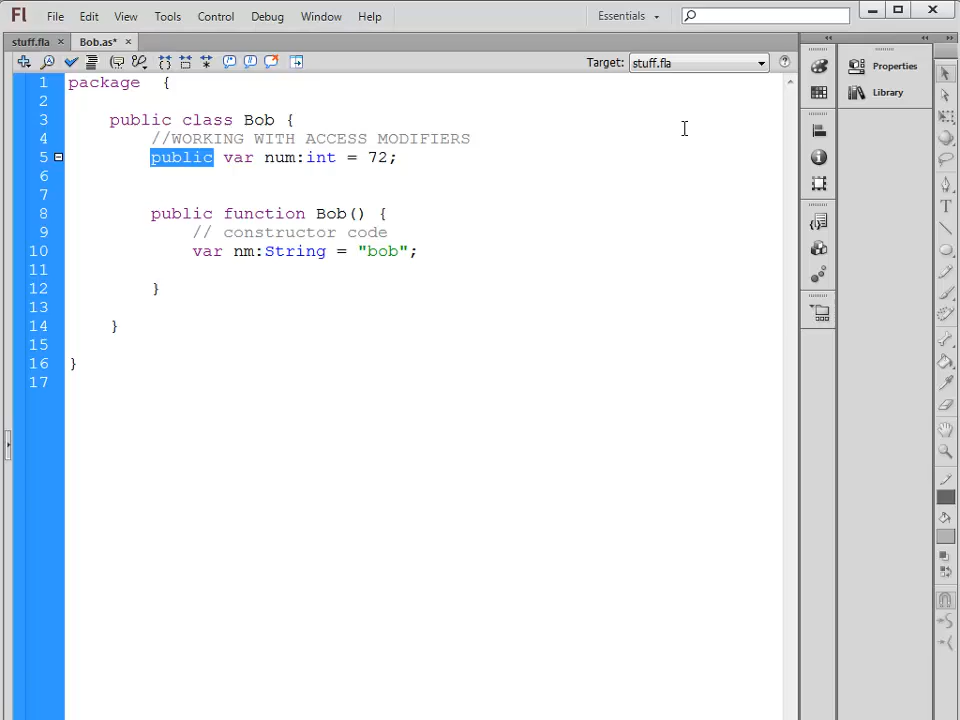 Fl File Edit View Tools Control Debug Window Help Essentials
stuff.fla × Bob.as* ×
Target: stuff.fla
Properties
Library
1 package {
2
3 public class Bob {
4 //WORKING WITH ACCESS MODIFIERS
5 public var num:int = 72;
6
7
8 public function Bob() {
9 // constructor code
10 var nm:String = "bob";
11
12 }
13
14 }
15
16 }
17